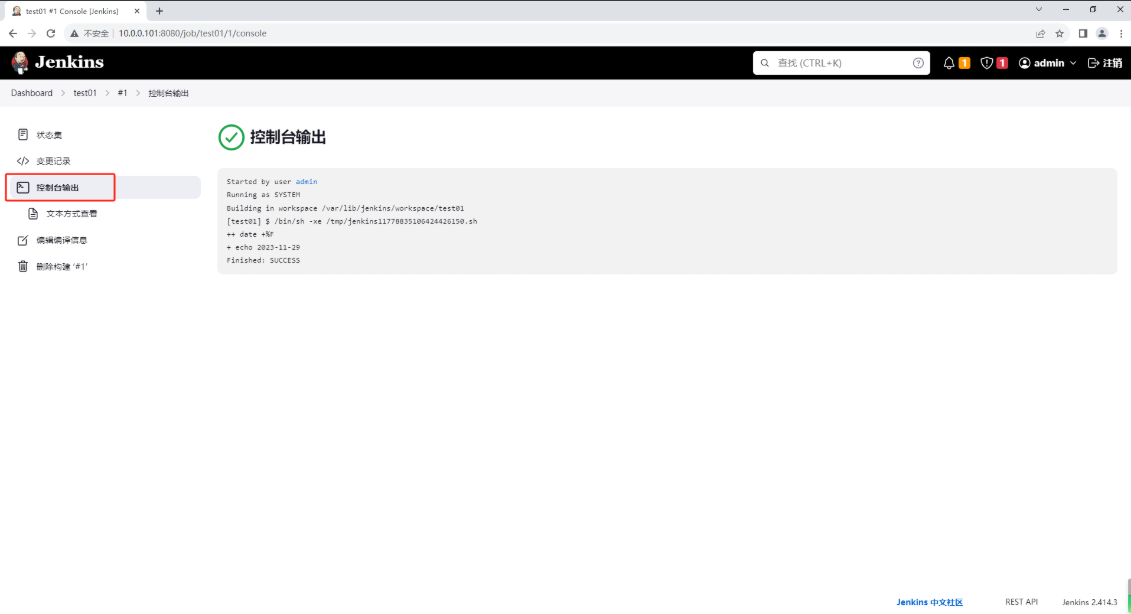 test01 #1 Console [Jenkins]
不安全 10.0.0.101:8080/job/test01/1/console
Jenkins
查找 (CTRL+K)
1
1
admin
注销
Dashboard
test01
#1
控制台输出
状态集
变更记录
控制台输出
文本方式查看
编辑编译信息
删除构建 ‘#1’
控制台输出
Started by user admin
Running as SYSTEM
Building in workspace /var/lib/jenkins/workspace/test01
[test01] $ /bin/sh -xe /tmp/jenkins11770835106424426150.sh
++ date +%F
+ echo 2023-11-29
Finished: SUCCESS
Jenkins 中文社区
REST API
Jenkins 2.414.3